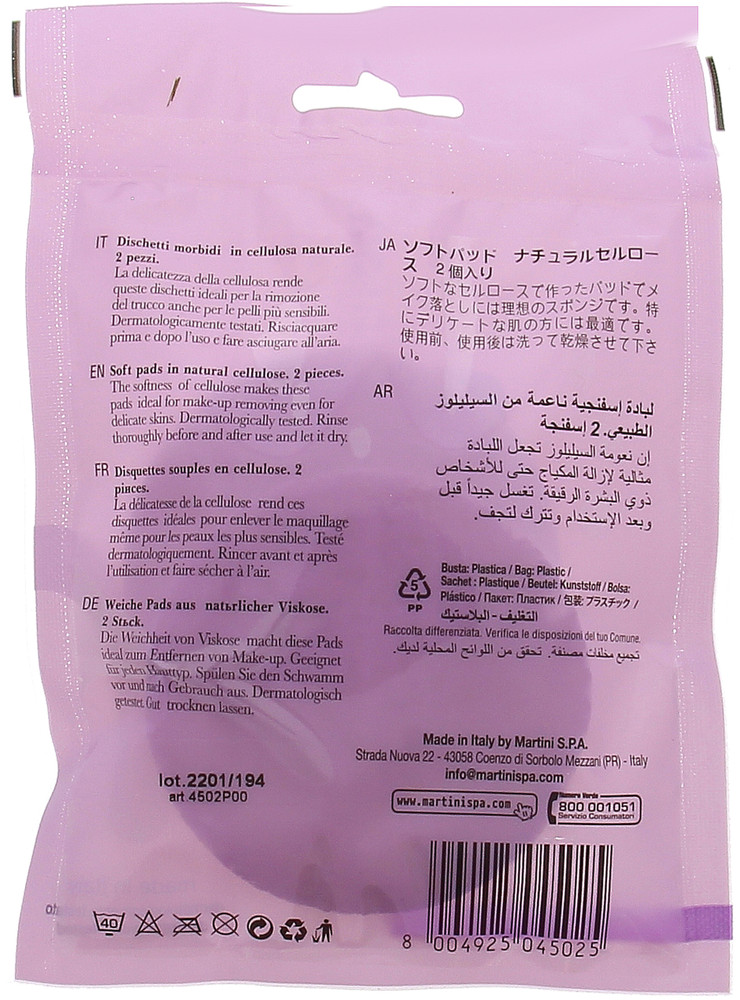 IT Dischetti morbidi in cellulosa naturale.
2 pezzi.
La delicatezza della cellulosa rende
queste dischetti ideali per la rimozione
del trucco anche per le pelli più sensibili.
Dermatologicamente testati. Risciacquare
prima e dopo l'uso e fare asciugare all'aria.
EN Soft pads in natural cellulose. 2 pieces.
The softness of cellulose makes these
pads ideal for make-up removing even for
delicate skins. Dermatologically tested. Rinse
thoroughly before and after use and let it dry.
FR Disquettes souples en cellulose. 2
pinces.
La délicatesse de la cellulose rend ces
disquettes idéales pour enlever le maquillage
même pour les peaux les plus sensibles. Testé
dermatologiquement. Rincer avant et après
l'utilisation et faire sécher à l'air.
DE Weiche Pads aus natъrlicher Viskose.
2 Stьck.
Die Weichheit von Viskose macht diese Pads
ideal zum Entfernen von Make-up. Geeignet
für jeden Hauttyp. Spülen Sie den Schwamm
vor und nach Gebrauch aus. Dermatologisch
getestet. Gut trocknen lassen.
lot.2201/194
art.4502P00
40
JA ソフトパッド ナチュラルセルロー
ス 2個入り
ソフトなセルロースで作ったパッドでメ
イク落としには理想のスポンジです。特
にデリケートな肌の方には最適です。
使用前、使用後は洗って乾燥させて下さ
い。
AR لبادة إسفنجية ناعمة من السيليلوز
الطبيعي. 2 إسفنجة
إن نعومة السيليلوز تجعل اللبادة
مثالية لإزالة المكياج حتى للأشخاص
ذوي البشرة الرقيقة. تغسل جيداً قبل
وبعد الإستخدام وتترك لتجف.
5
PP
Busta: Plastica / Bag: Plastic /
Sachet : Plastique / Beutel: Kunststoff / Bolsa:
Plástico / Пакет: Пластик / 包装: プラスチック /
التغليف - البلاستيك
Raccolta differenziata. Verifica le disposizioni del tuo Comune.
تجميع مخلفات مصنفة. تحقق من اللوائح المحلية لديك.
Made in Italy by Martini S.P.A.
Strada Nuova 22 - 43058 Coenzo di Sorbolo Mezzani (PR) - Italy
info@martinispa.com
www.martinispa.com
Numero Verde
800 001051
Servizio Consumatori
8 004925 045025